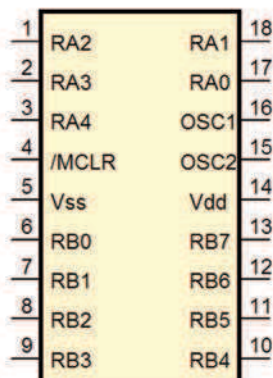 1 RA2 RA1 18
2 RA3 RA0 17
3 RA4 OSC1 16
4 /MCLR OSC2 15
5 Vss Vdd 14
6 RB0 RB7 13
7 RB1 RB6 12
8 RB2 RB5 11
9 RB3 RB4 10